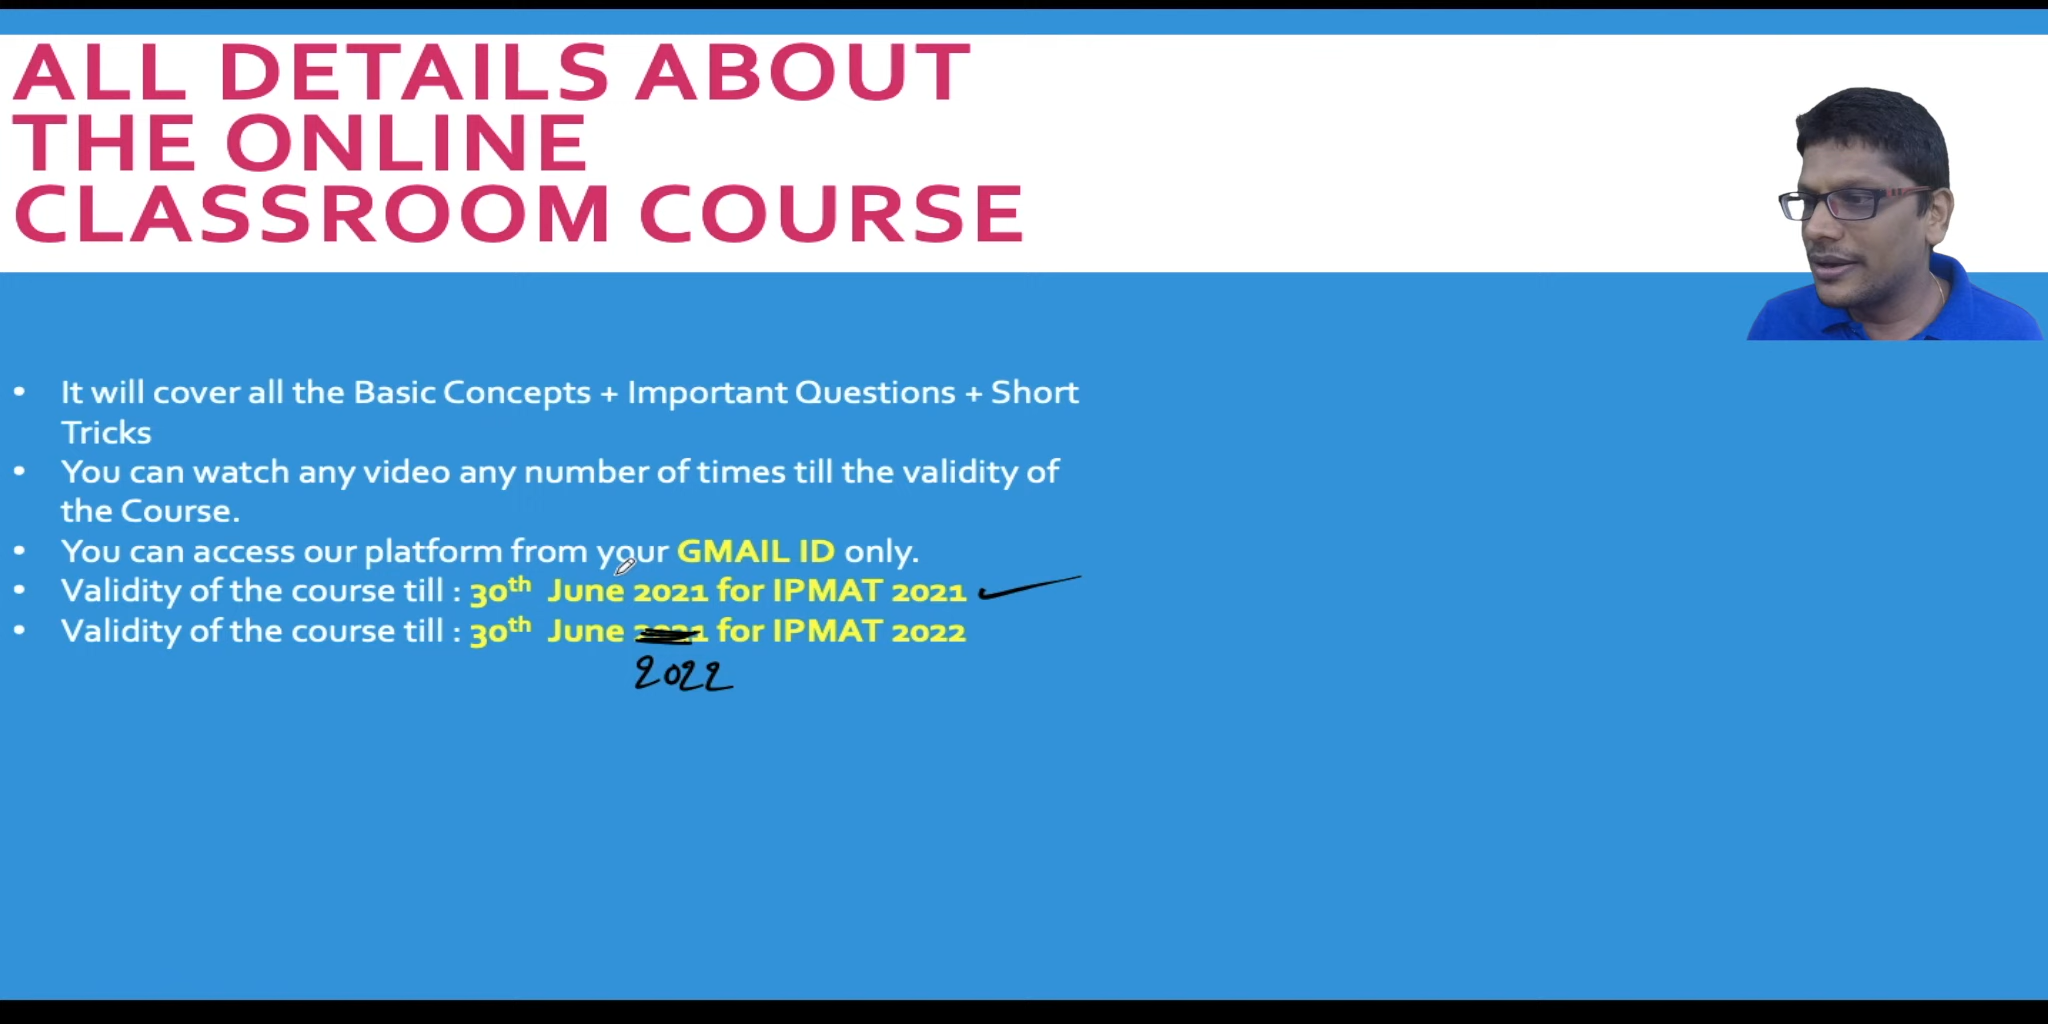 ALL DETAILS ABOUT
THE ONLINE
CLASSROOM COURSE
• It will cover all the Basic Concepts + Important Questions + Short
Tricks
• You can watch any video any number of times till the validity of
the Course.
• You can access our platform from your GMAIL ID only.
• Validity of the course till : 30th June 2021 for IPMAT 2021
• Validity of the course till : 30th June 2021 for IPMAT 2022
2022